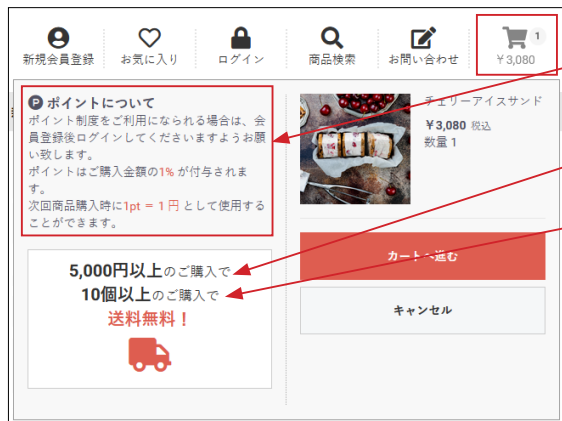 新規会員登録
お気に入り
ログイン
商品検索
お問い合わせ
1
￥3,080
P ポイントについて
ポイント制度をご利用になられる場合は、会
員登録後ログインしてくださいますようお願
い致します。
ポイントはご購入金額の1% が付与されま
す。
次回商品購入時に1pt = 1 円 として使用する
ことができます。
5,000円以上のご購入で
10個以上のご購入で
送料無料！
チェリーアイスサンド
￥3,080 税込
数量 1
カートへ進む
キャンセル